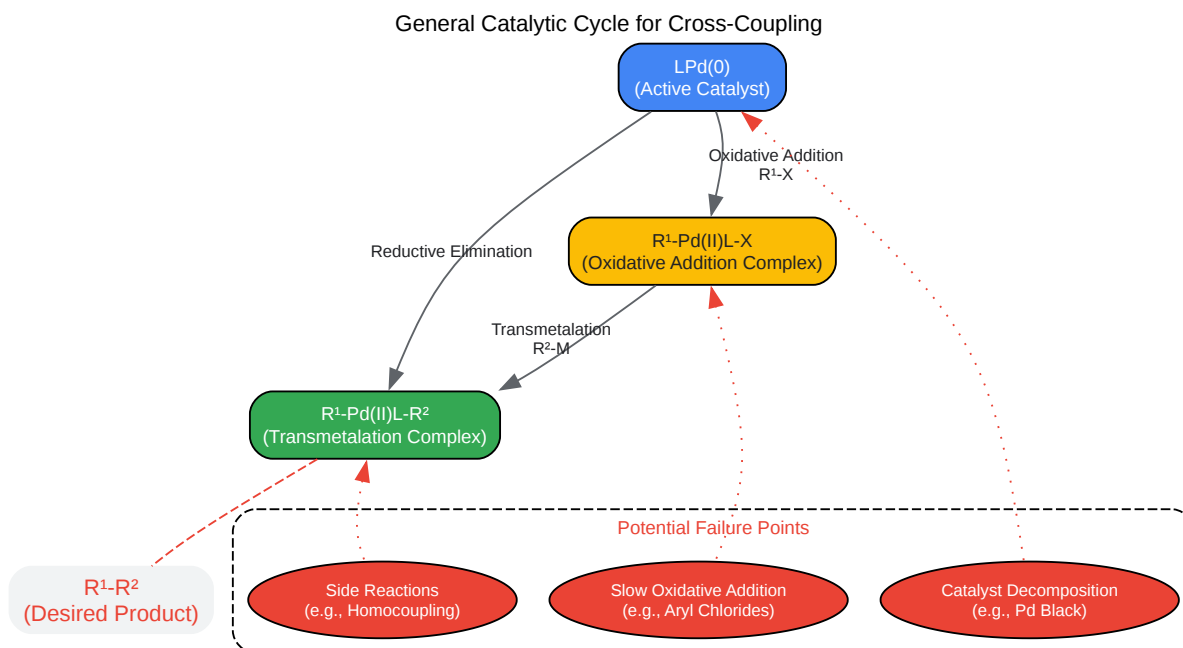 General Catalytic Cycle for Cross-Coupling
LPd(0)
(Active Catalyst)
Oxidative Addition
R¹-X
R¹-Pd(II)L-X
(Oxidative Addition Complex)
Reductive Elimination
Transmetalation
R²-M
R¹-Pd(II)L-R²
(Transmetalation Complex)
Potential Failure Points
R¹-R²
(Desired Product)
Side Reactions
(e.g., Homocoupling)
Slow Oxidative Addition
(e.g., Aryl Chlorides)
Catalyst Decomposition
(e.g., Pd Black)